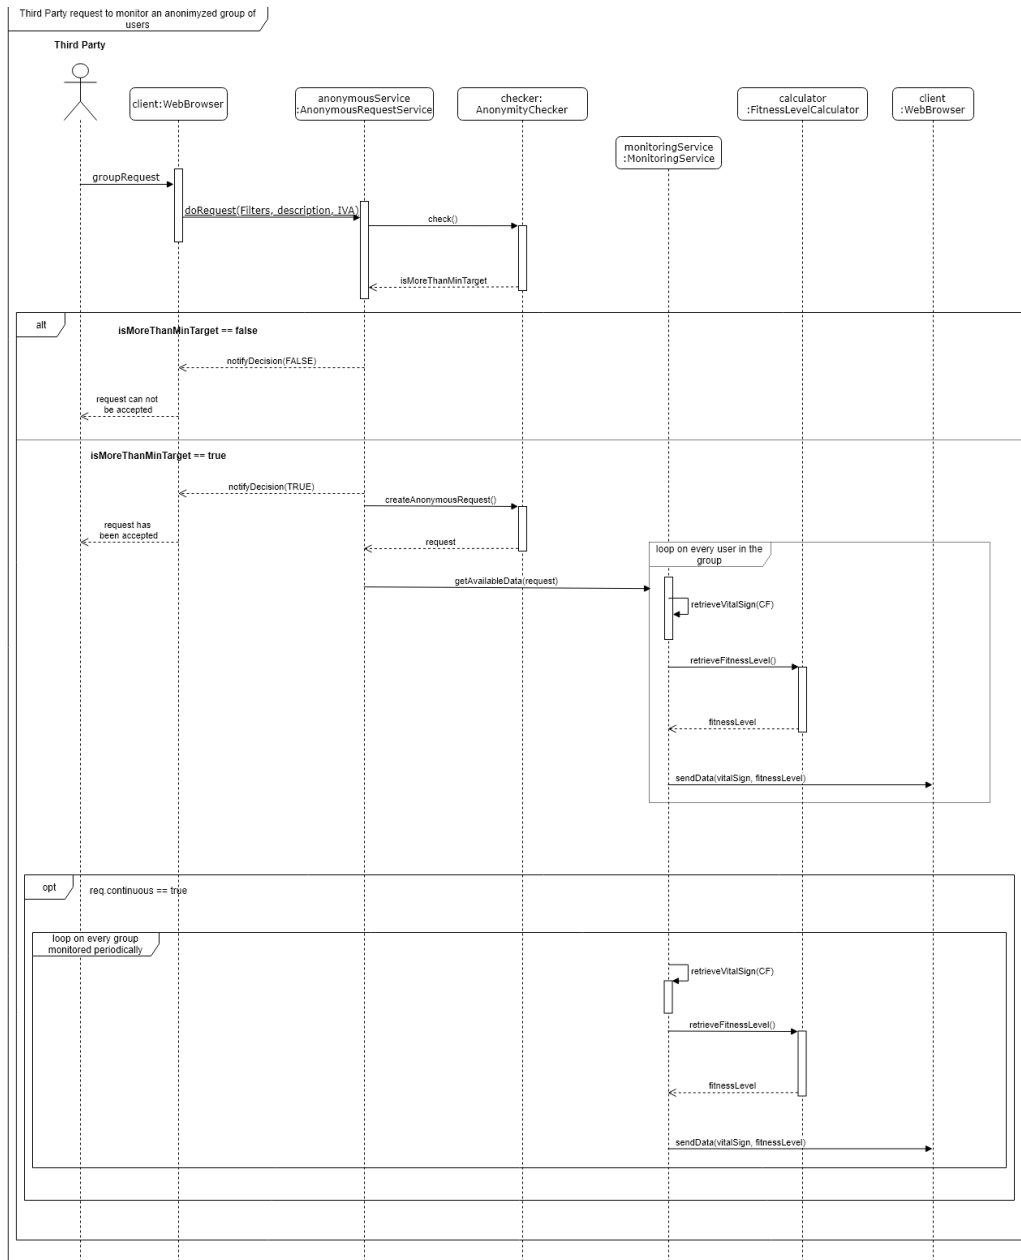 Third Party request to monitor an anonimyzed group of
users
Third Party
client:WebBrowser
anonymousService
:AnonymousRequestService
checker:
AnonymityChecker
monitoringService
:MonitoringService
calculator
:FitnessLevelCalculator
client
:WebBrowser
groupRequest
doRequest(Filters, description, IVA)
check()
isMoreThanMinTarget
alt
isMoreThanMinTarget == false
notifyDecision(FALSE)
request can not
be accepted
isMoreThanMinTarget == true
notifyDecision(TRUE)
createAnonymousRequest()
request has
been accepted
request
loop on every user in the
group
getAvailableData(request)
retrieveVitalSign(CF)
retrieveFitnessLevel()
fitnessLevel
sendData(vitalSign, fitnessLevel)
opt
req.continuous == true
loop on every group
monitored periodically
retrieveVitalSign(CF)
retrieveFitnessLevel()
fitnessLevel
sendData(vitalSign, fitnessLevel)